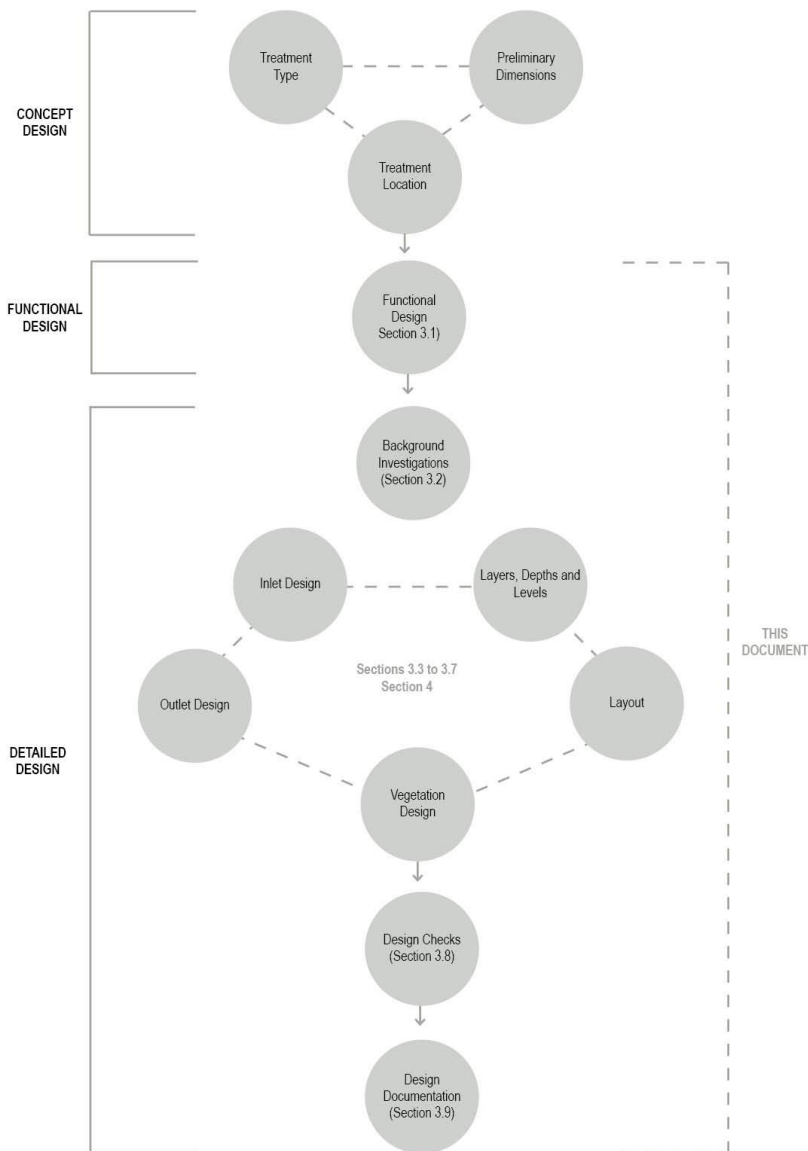 Treatment
Type
Preliminary
Dimensions
CONCEPT
DESIGN
Treatment
Location
FUNCTIONAL
DESIGN
Functional
Design
Section 3.1)
Background
Investigations
(Section 3.2)
Inlet Design
Layers, Depths and
Levels
Sections 3.3 to 3.7
Section 4
THIS
DOCUMENT
Outlet Design
Layout
DETAILED
DESIGN
Vegetation
Design
Design Checks
(Section 3.8)
Design
Documentation
(Section 3.9)